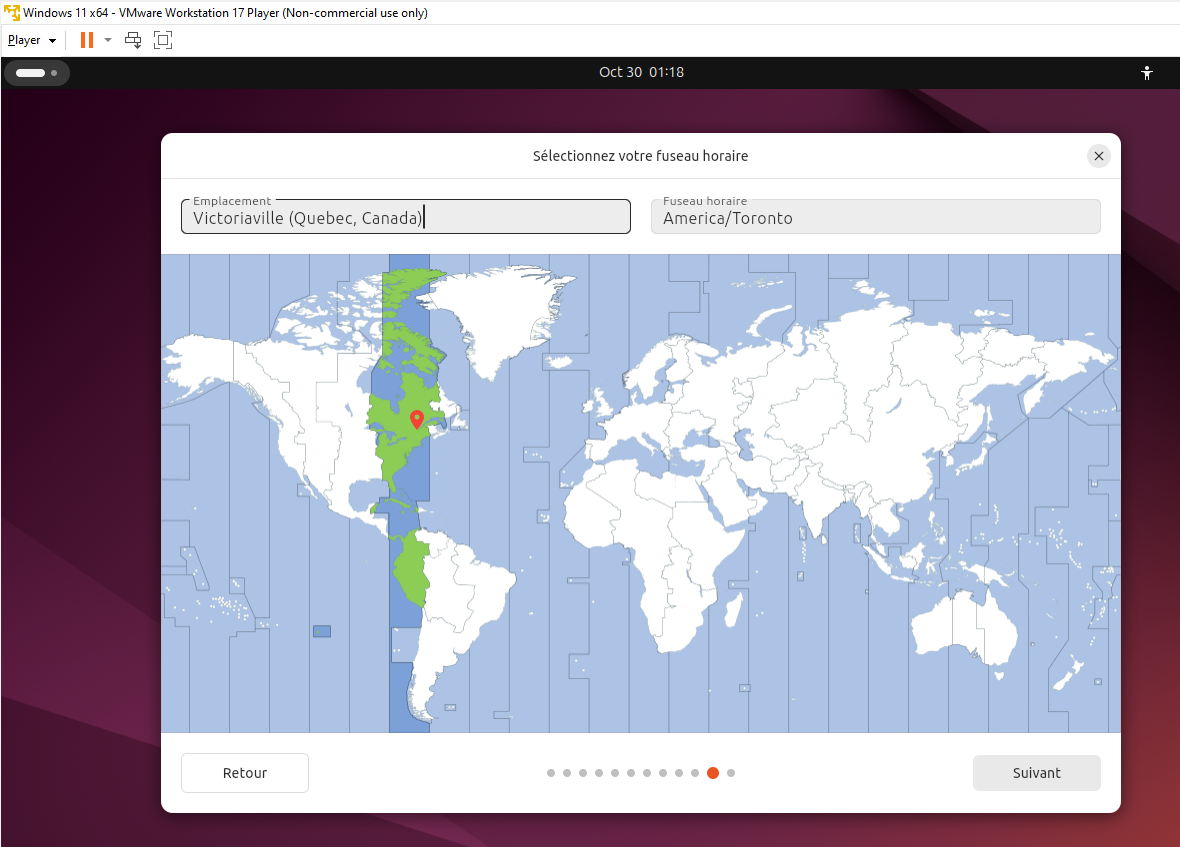 Windows 11 x64 - VMware Workstation 17 Player (Non-commercial use only)
Player
Oct 30 01:18
Sélectionnez votre fuseau horaire
Emplacement
Victoriaville (Quebec, Canada)
Fuseau horaire
America/Toronto
Retour
Suivant